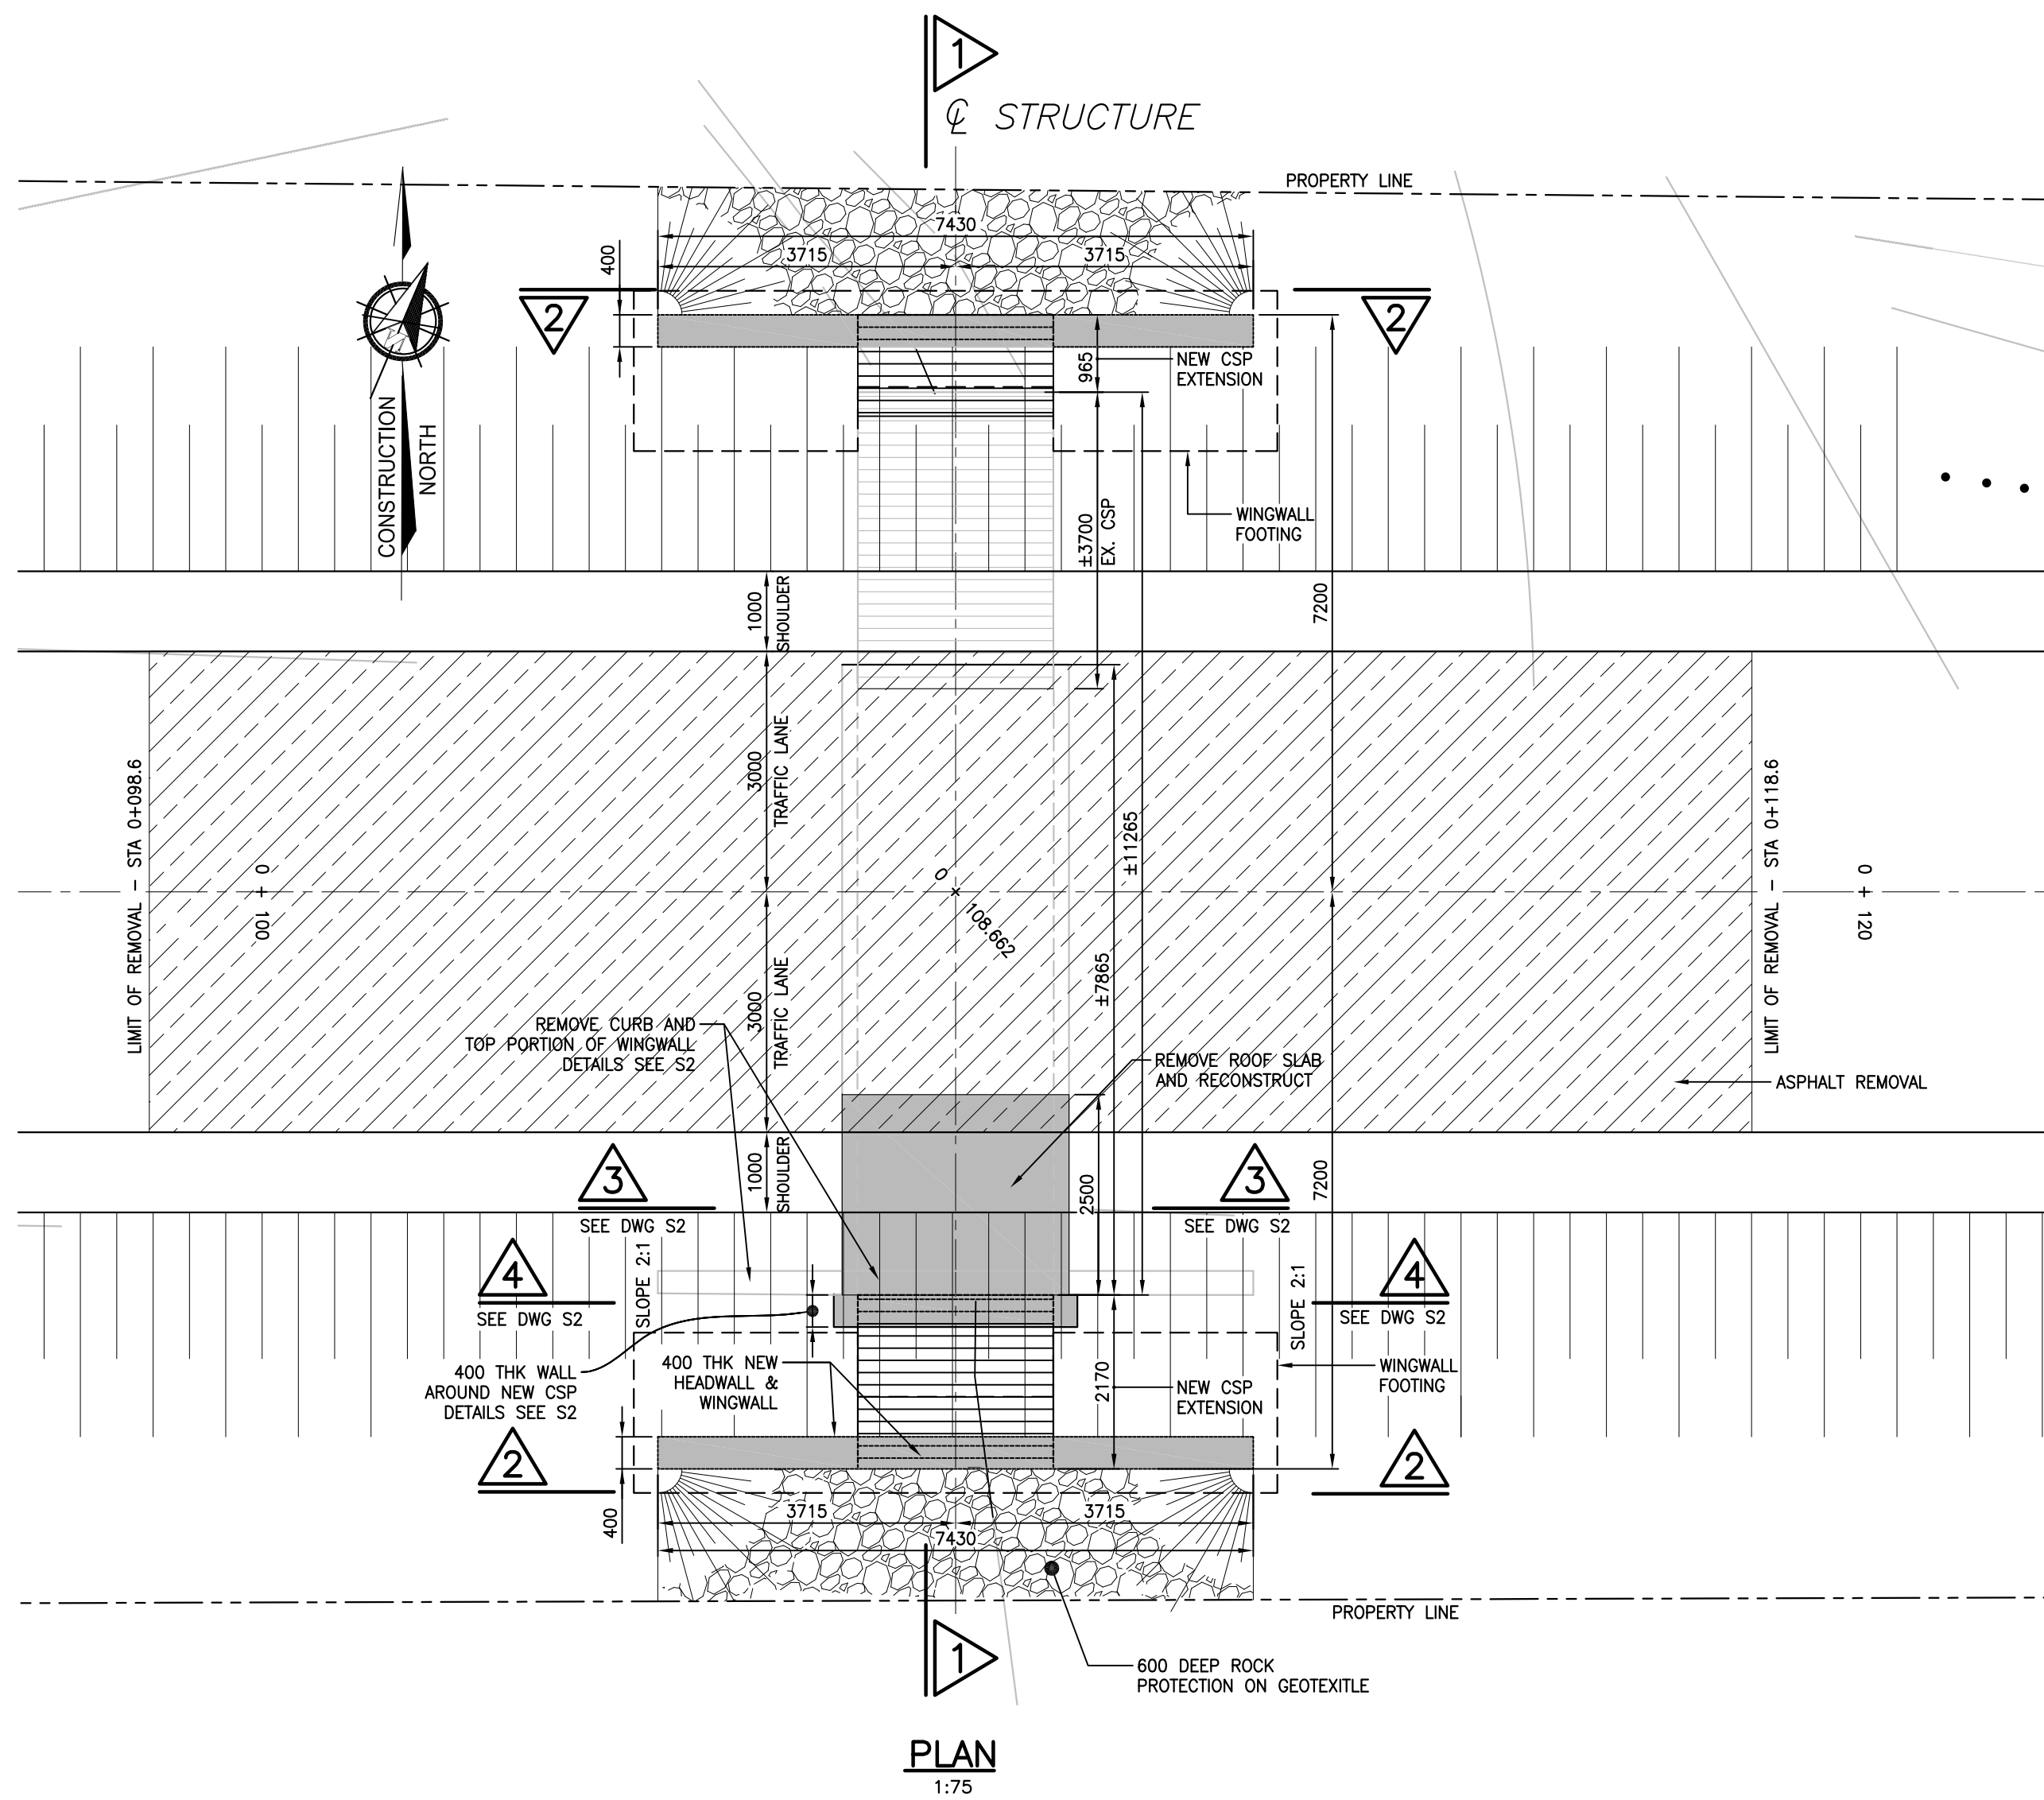 1
℄ STRUCTURE
PROPERTY LINE
7430
3715
3715
400
2
2
965
NEW CSP
EXTENSION
CONSTRUCTION
NORTH
N
±3700
EX. CSP
WINGWALL
FOOTING
1000
SHOULDER
7200
3000
TRAFFIC LANE
LIMIT OF REMOVAL - STA 0+098.6
LIMIT OF REMOVAL - STA 0+118.6
±11265
0 + 100
0 + 120
0
108.662
±7865
3000
TRAFFIC LANE
REMOVE CURB AND
TOP PORTION OF WINGWALL
DETAILS SEE S2
REMOVE ROOF SLAB
AND RECONSTRUCT
ASPHALT REMOVAL
1000
SHOULDER
2500
7200
3
3
SEE DWG S2
SEE DWG S2
SLOPE 2:1
SLOPE 2:1
4
4
SEE DWG S2
SEE DWG S2
400 THK WALL
AROUND NEW CSP
DETAILS SEE S2
400 THK NEW
HEADWALL &
WINGWALL
2170
NEW CSP
EXTENSION
WINGWALL
FOOTING
2
2
400
3715
3715
7430
PROPERTY LINE
1
600 DEEP ROCK
PROTECTION ON GEOTEXITLE
PLAN
1:75